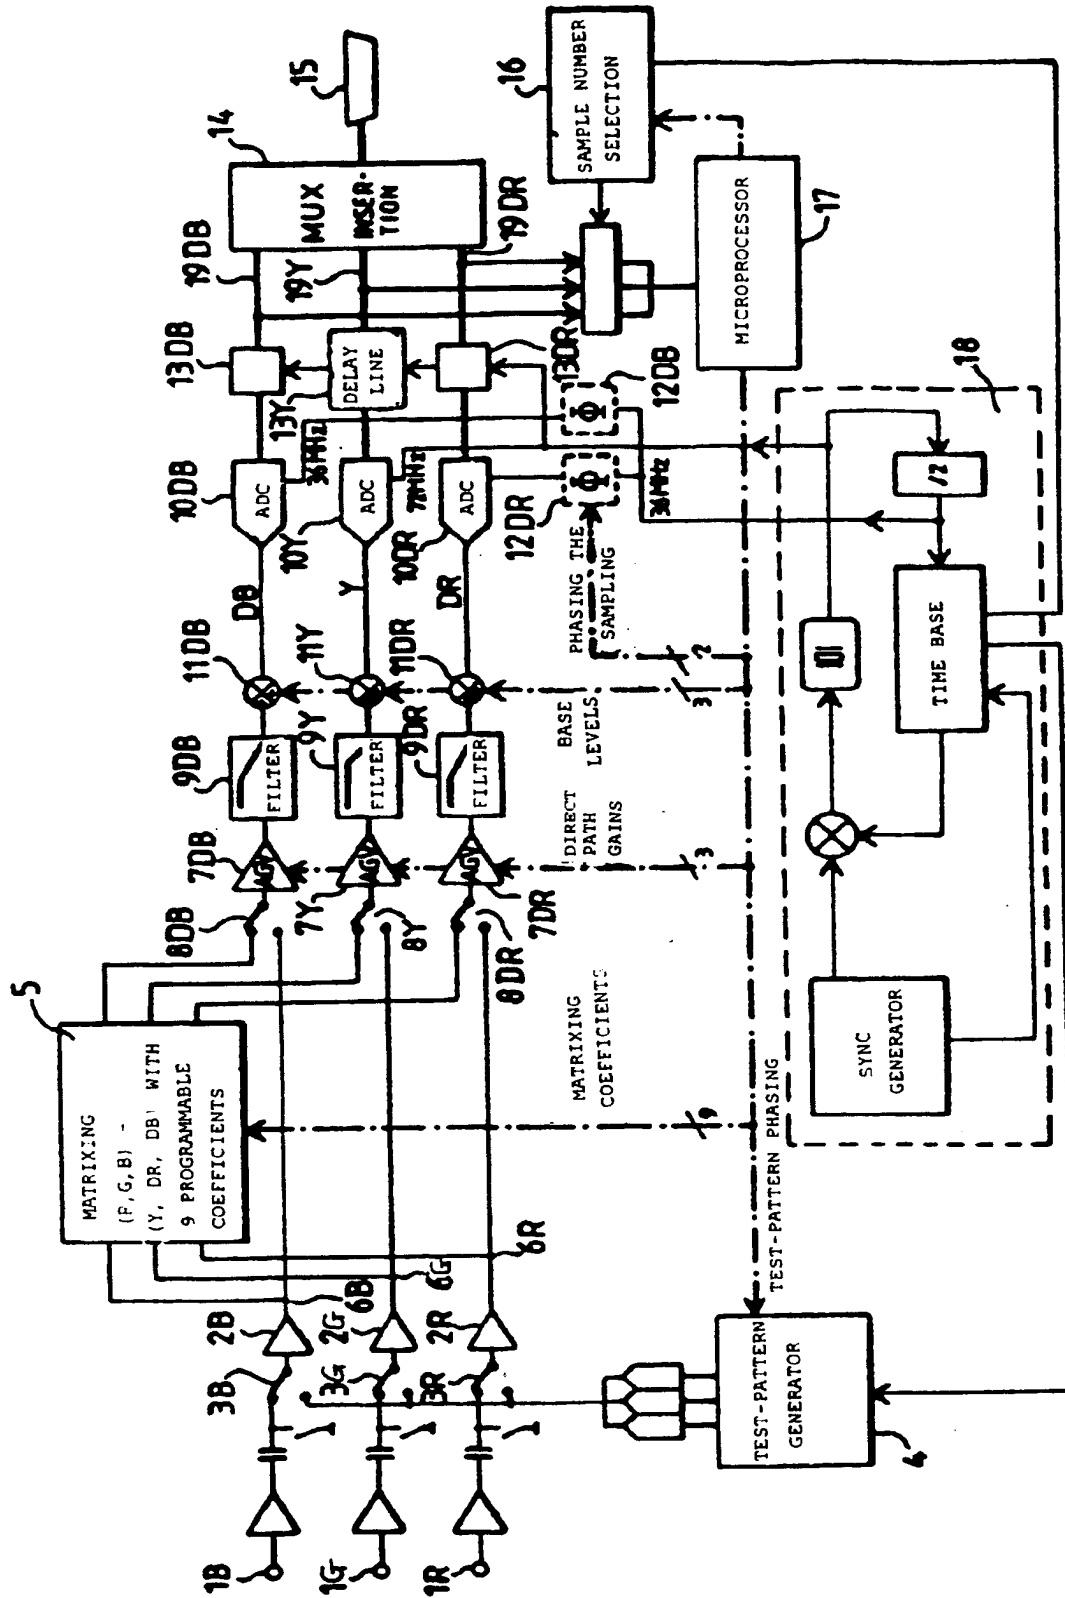 5
MATRIXING
(F,G,B) -
(Y, DR, DB' WITH
9 PROGRAMMABLE
COEFFICIENTS
1B
3B
2B
6B
8DB
7DB
AGV
9DB
FILTER
11DB
DB
10DB
ADC
13DB
19DB
14
MUX
INSER-
TION
15
1G
3G
2G
6G
8Y
7Y
AGV
9Y
FILTER
11Y
Y
10Y
ADC
36MHz
13Y
DELAY
LINE
19Y
1R
3R
2R
6R
8DR
7DR
AGV
9DR
FILTER
11DR
DR
10DR
ADC
72MHz
13DR
19DR
16
SAMPLE NUMBER
SELECTION
MATRIXING
COEFFICIENTS
9
DIRECT
PATH
GAINS
3
BASE
LEVELS
3
PHASING THE
SAMPLING
2
12DR
Φ
12DB
Φ
36MHz
MICROPROCESSOR
17
TEST-PATTERN
GENERATOR
4
TEST-PATTERN PHASING
SYNC
GENERATOR
101
TIME BASE
/2
18